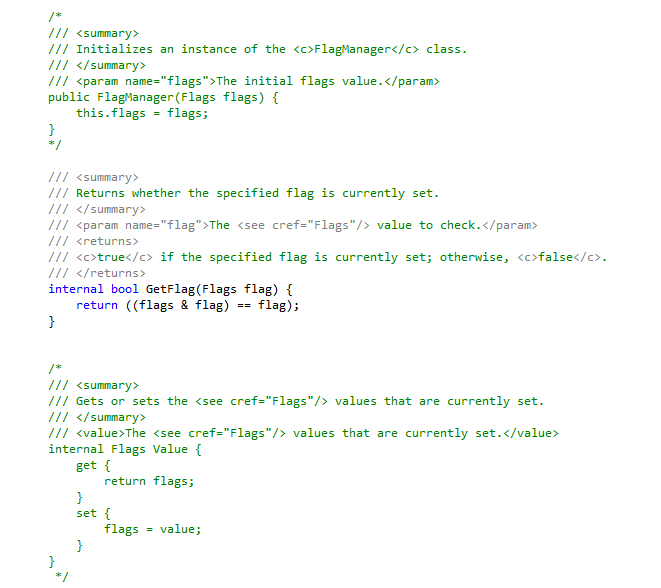 /*
/// <summary>
/// Initializes an instance of the <c>FlagManager</c> class.
/// </summary>
/// <param name="flags">The initial flags value.</param>
public FlagManager(Flags flags) {
    this.flags = flags;
}
*/

/// <summary>
/// Returns whether the specified flag is currently set.
/// </summary>
/// <param name="flag">The <see cref="Flags"/> value to check.</param>
/// <returns>
/// <c>true</c> if the specified flag is currently set; otherwise, <c>false</c>.
/// </returns>
internal bool GetFlag(Flags flag) {
    return ((flags & flag) == flag);
}


/*
/// <summary>
/// Gets or sets the <see cref="Flags"/> values that are currently set.
/// </summary>
/// <value>The <see cref="Flags"/> values that are currently set.</value>
internal Flags Value {
    get {
        return flags;
    }
    set {
        flags = value;
    }
}
 */